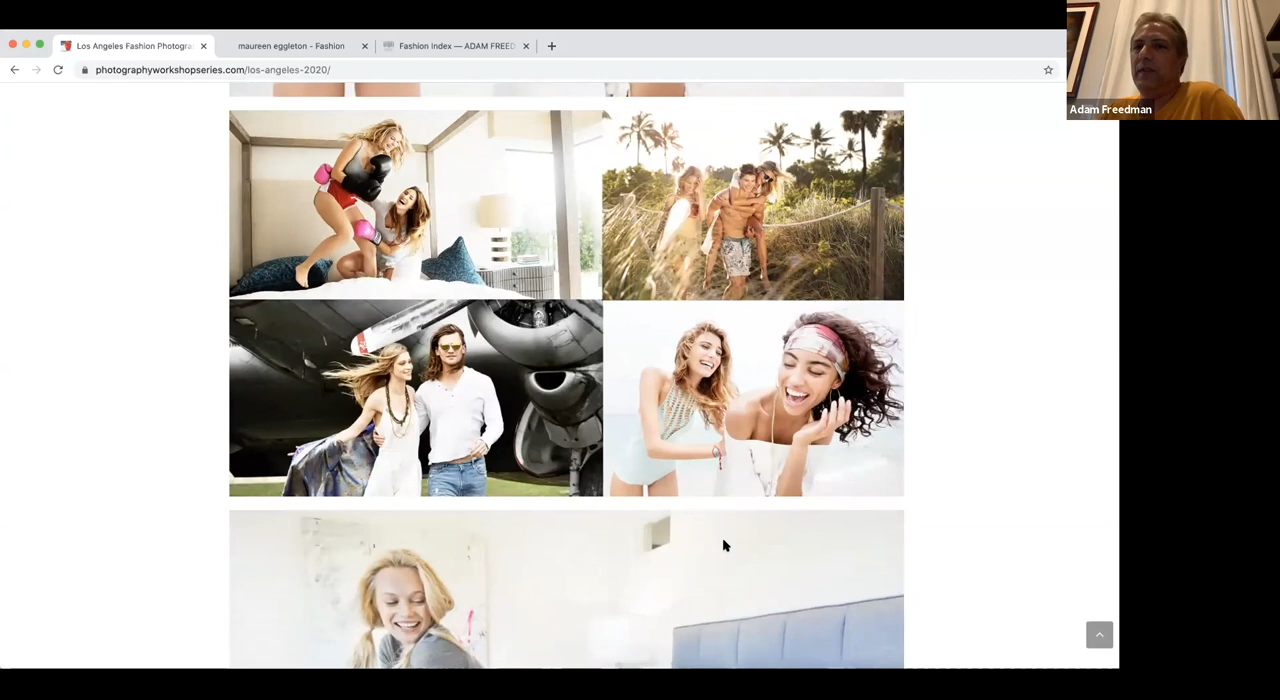 Los Angeles Fashion Photogra
maureen eggleton - Fashion
Fashion Index — ADAM FREED
photographyworkshopseries.com/los-angeles-2020/
Adam Freedman